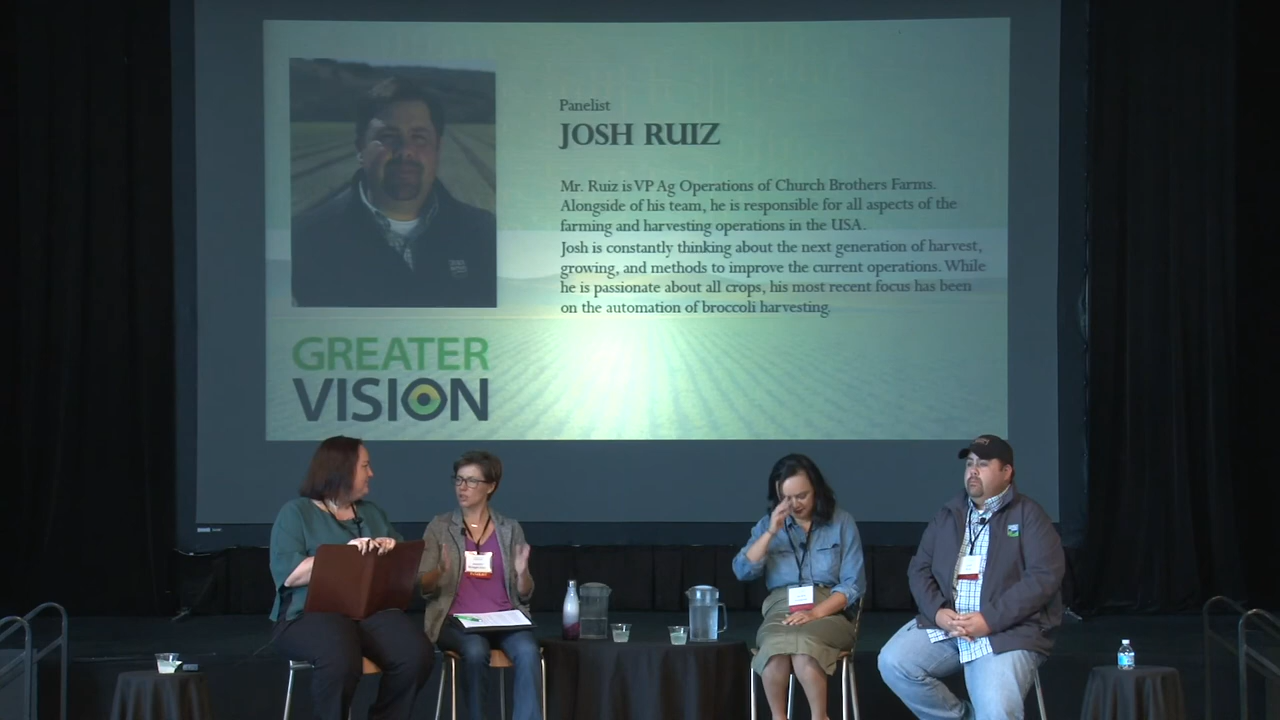 Panelist
JOSH RUIZ
Mr. Ruiz is VP Ag Operations of Church Brothers Farms.
Alongside of his team, he is responsible for all aspects of the
farming and harvesting operations in the USA.
Josh is constantly thinking about the next generation of harvest,
growing, and methods to improve the current operations. While
he is passionate about all crops, his most recent focus has been
on the automation of broccoli harvesting.
GREATER
VISION